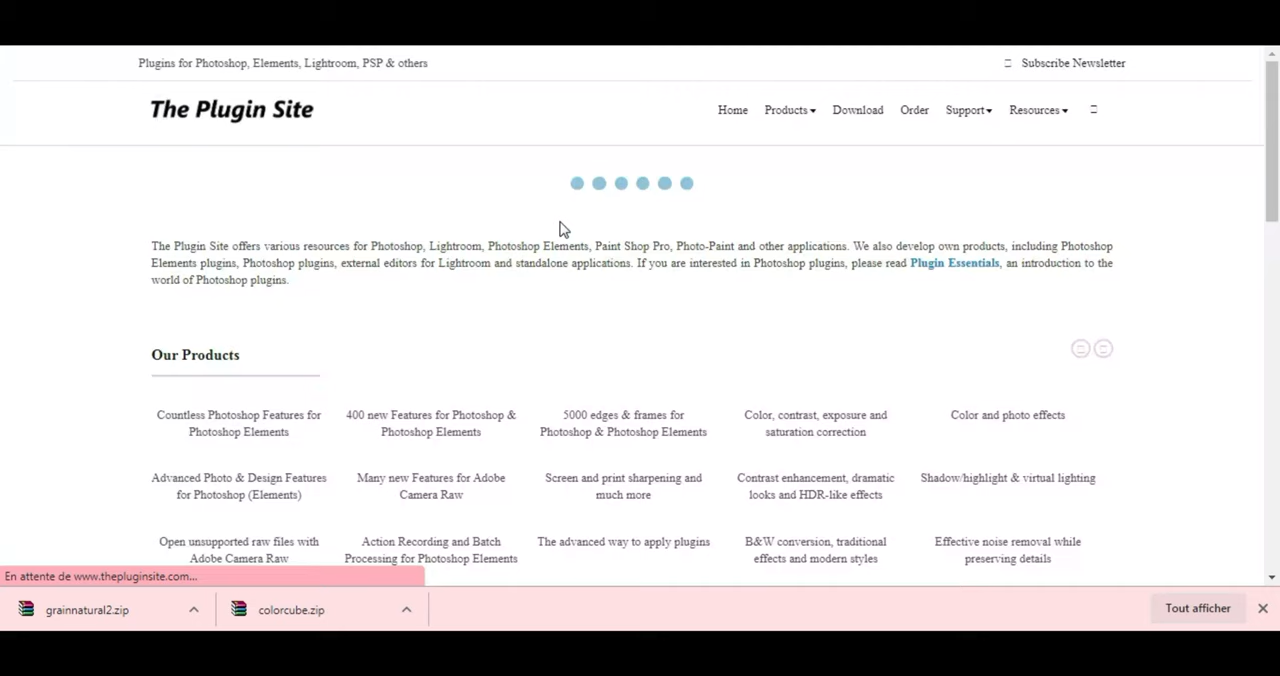 Plugins for Photoshop, Elements, Lightroom, PSP & others
Subscribe Newsletter
The Plugin Site
Home Products Download Order Support Resources
The Plugin Site offers various resources for Photoshop, Lightroom, Photoshop Elements, Paint Shop Pro, Photo-Paint and other applications. We also develop own products, including Photoshop
Elements plugins, Photoshop plugins, external editors for Lightroom and standalone applications. If you are interested in Photoshop plugins, please read Plugin Essentials, an introduction to the
world of Photoshop plugins.
Our Products
Countless Photoshop Features for
Photoshop Elements
400 new Features for Photoshop &
Photoshop Elements
5000 edges & frames for
Photoshop & Photoshop Elements
Color, contrast, exposure and
saturation correction
Color and photo effects
Advanced Photo & Design Features
for Photoshop (Elements)
Many new Features for Adobe
Camera Raw
Screen and print sharpening and
much more
Contrast enhancement, dramatic
looks and HDR-like effects
Shadow/highlight & virtual lighting
Open unsupported raw files with
Adobe Camera Raw
Action Recording and Batch
Processing for Photoshop Elements
The advanced way to apply plugins
B&W conversion, traditional
effects and modern styles
Effective noise removal while
preserving details
En attente de www.thepluginsite.com...
grainnatural2.zip
colorcube.zip
Tout afficher